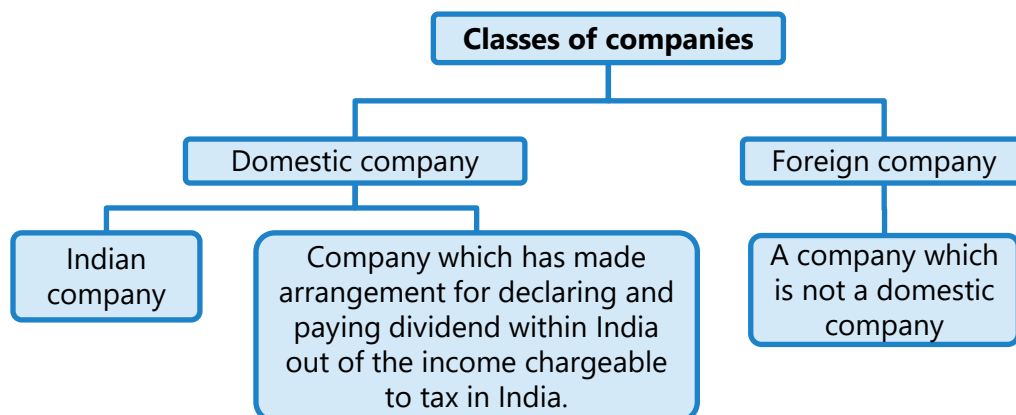 Classes of companies
Domestic company
Foreign company
Indian
company
Company which has made
arrangement for declaring and
paying dividend within India
out of the income chargeable
to tax in India.
A company which
is not a domestic
company